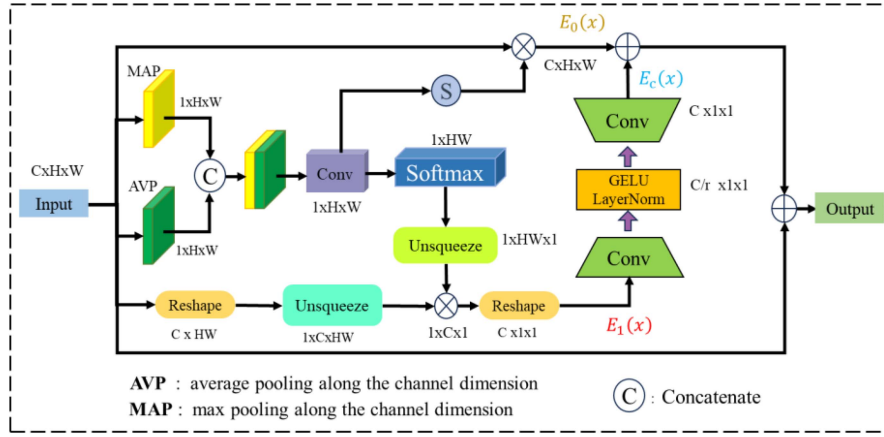 E₀(x)
MAP
CxHxW
1xHxW
S
E_c(x)
Conv
C x1x1
1xHW
CxHxW
C
Conv
Softmax
GELU
LayerNorm
C/r x1x1
Input
AVP
1xHxW
Output
1xHxW
Unsqueeze
1xHWx1
Conv
Reshape
Unsqueeze
Reshape
C x HW
1xCxHW
1xCx1
C x1x1
E₁(x)
AVP : average pooling along the channel dimension
MAP : max pooling along the channel dimension
C : Concatenate